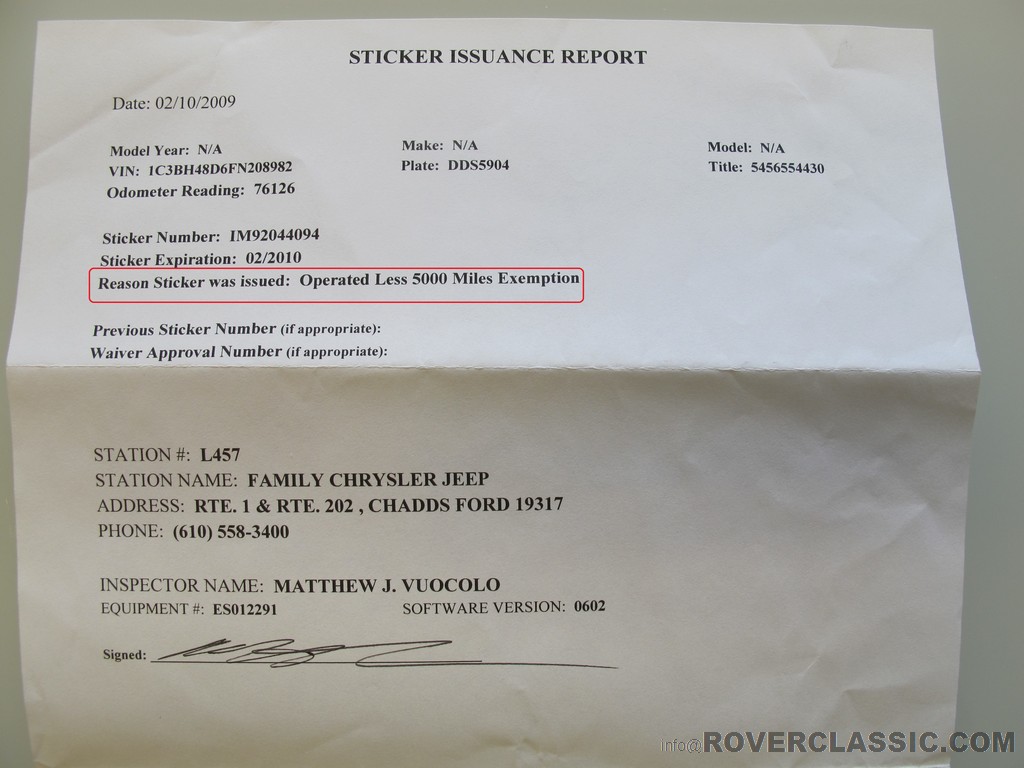 STICKER ISSUANCE REPORT
Date: 02/10/2009
Model Year: N/A Make: N/A Model: N/A
VIN: 1C3BH48D6FN208982 Plate: DDS5904 Title: 5456554430
Odometer Reading: 76126
Sticker Number: IM92044094
Sticker Expiration: 02/2010
Reason Sticker was issued: Operated Less 5000 Miles Exemption
Previous Sticker Number (if appropriate):
Waiver Approval Number (if appropriate):
STATION #: L457
STATION NAME: FAMILY CHRYSLER JEEP
ADDRESS: RTE. 1 & RTE. 202 , CHADDS FORD 19317
PHONE: (610) 558-3400
INSPECTOR NAME: MATTHEW J. VUOCOLO
EQUIPMENT #: ES012291 SOFTWARE VERSION: 0602
Signed:
Info@ROVERCLASSIC.COM